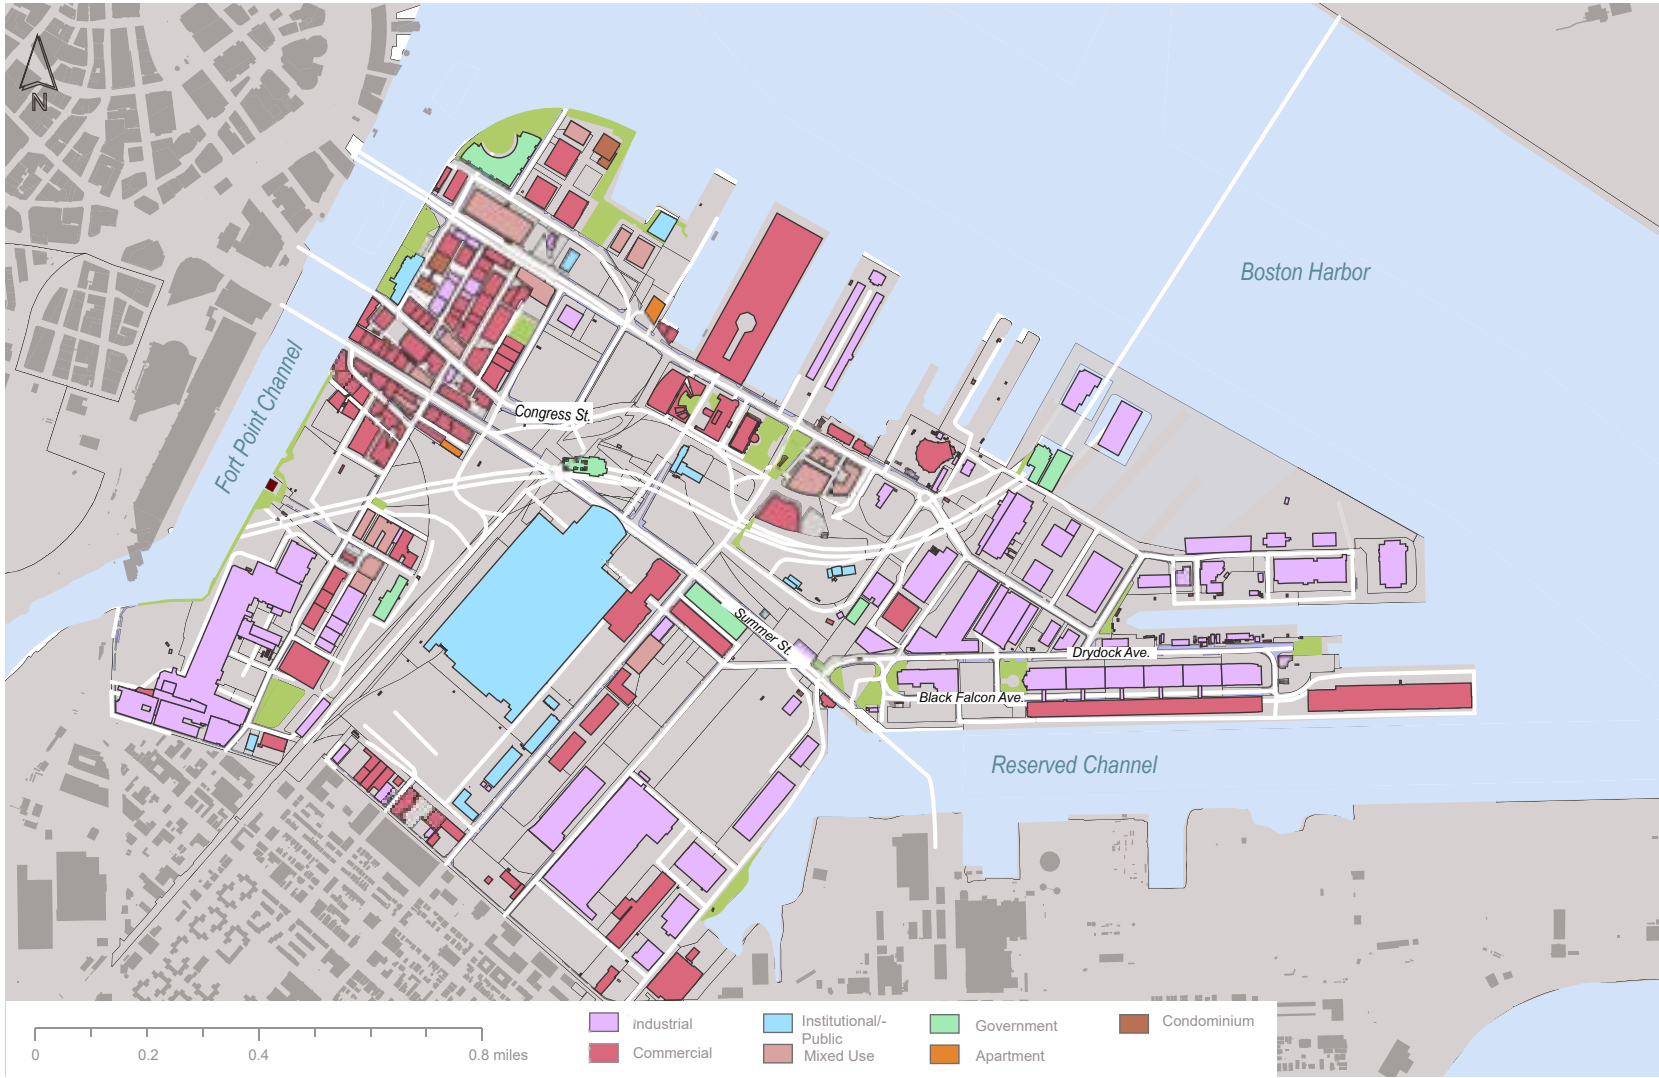 N
Boston Harbor
Fort Point Channel
Congress St.
Summer St.
Drydock Ave.
Black Falcon Ave.
Reserved Channel
0 0.2 0.4 0.8 miles
Industrial
Commercial
Institutional/-
Public
Mixed Use
Government
Apartment
Condominium